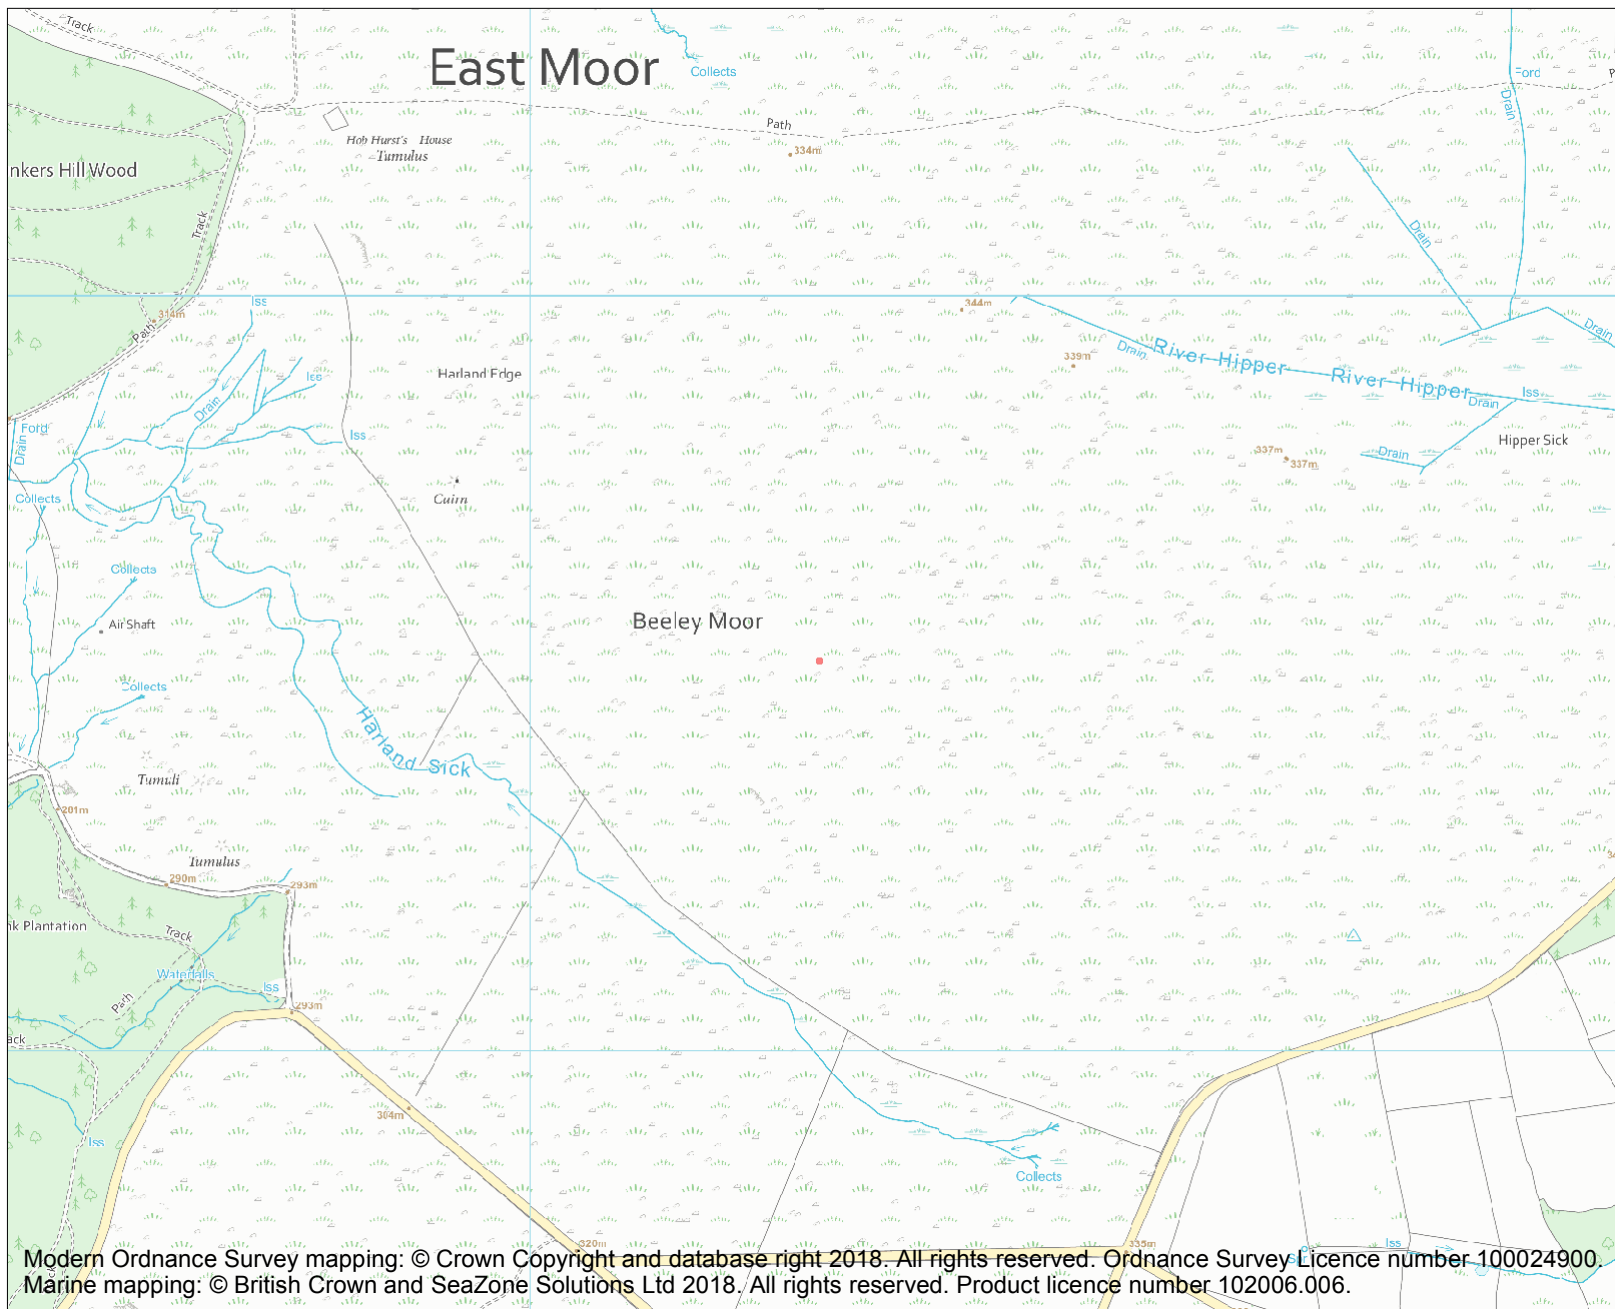 Track
East Moor
Collects
Ford
Drain
Path
Hob Hurst's House
Tumulus
334m
nkers Hill Wood
Track
Drain
Iss
314m
Path
344m
Drain
339m
Drain
River Hipper
River Hipper
Drain
Iss
Harland Edge
Iss
Drain
Ford
Drain
Iss
Hipper Sick
337m
337m
Drain
Collects
Cairn
Collects
Air Shaft
Beeley Moor
Collects
Harland Sick
Tumuli
281m
Tumulus
290m
293m
nk Plantation
Track
Waterfalls
Iss
Path
293m
ack
304m
Iss
Collects
320m
335m
Iss
Modern Ordnance Survey mapping: © Crown Copyright and database right 2018. All rights reserved. Ordnance Survey Licence number 100024900.
Marine mapping: © British Crown and SeaZone Solutions Ltd 2018. All rights reserved. Product licence number 102006.006.